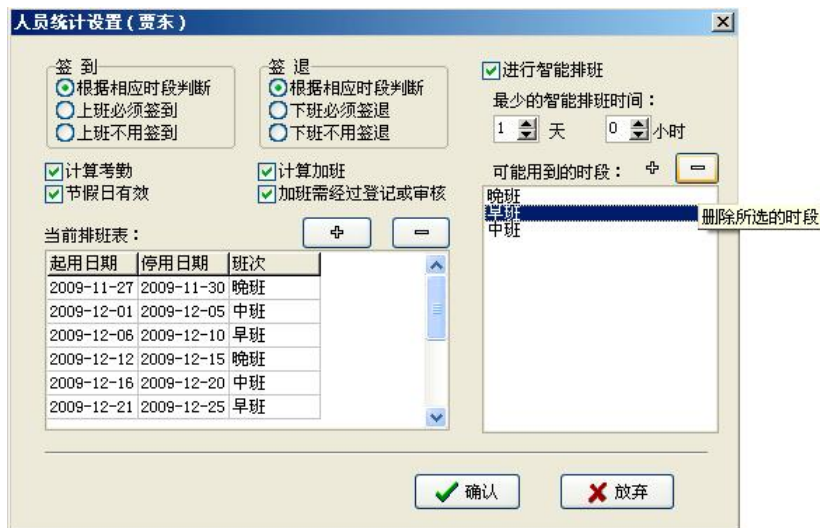 人员统计设置(贾东)
签 到
根据相应时段判断
上班必须签到
上班不用签到
签 退
根据相应时段判断
下班必须签退
下班不用签退
进行智能排班
最少的智能排班时间：
1 天 0 小时
计算考勤
节假日有效
计算加班
加班需经过登记或审核
可能用到的时段：
晚班
早班
中班
删除所选的时段
当前排班表：
起用日期 停用日期 班次
2009-11-27 2009-11-30 晚班
2009-12-01 2009-12-05 中班
2009-12-06 2009-12-10 早班
2009-12-12 2009-12-15 晚班
2009-12-16 2009-12-20 中班
2009-12-21 2009-12-25 早班
确认
放弃